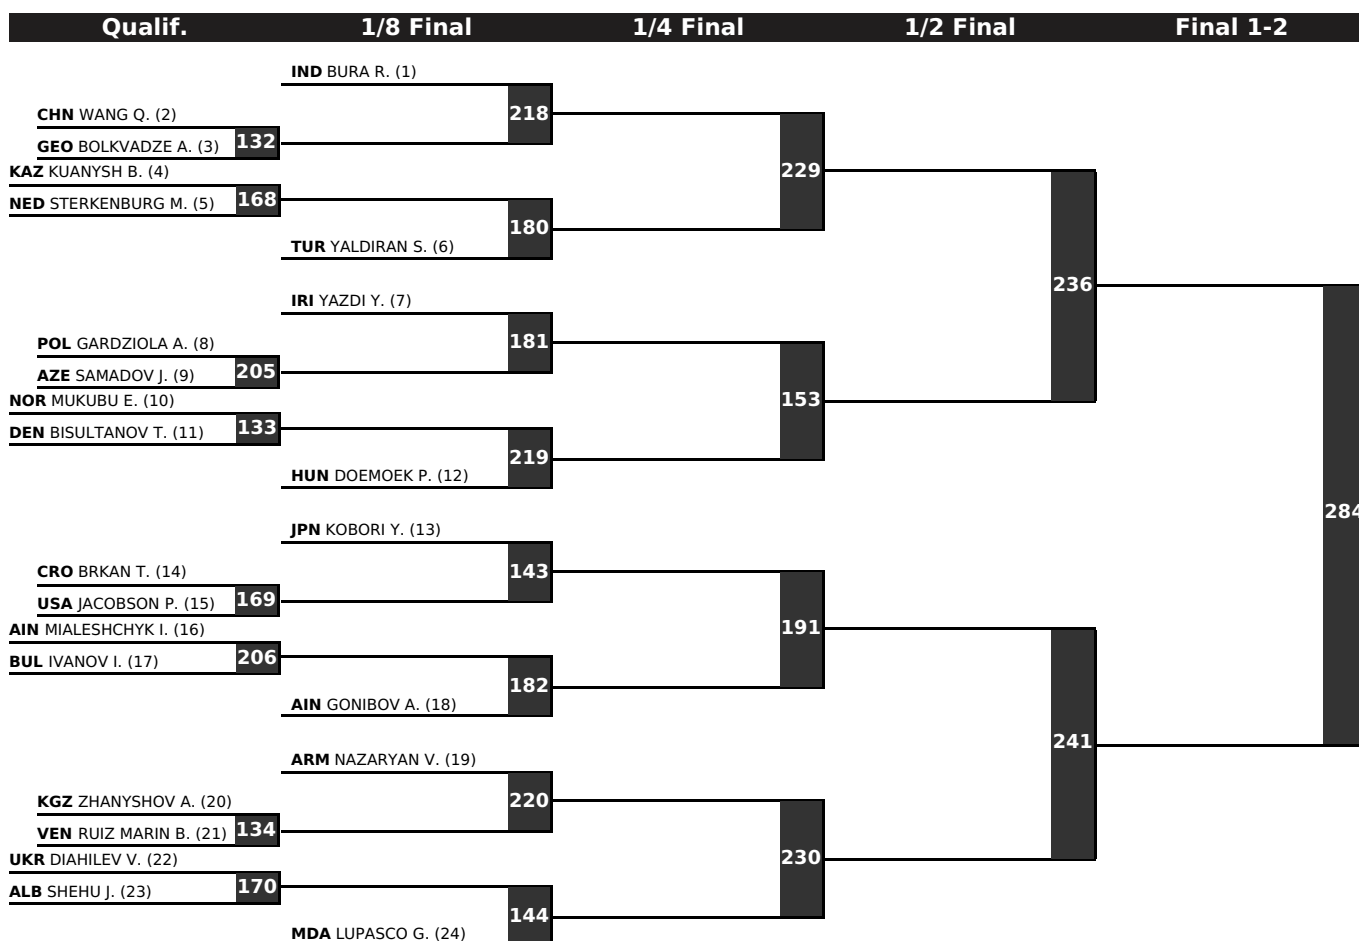 Qualif. 1/8 Final 1/4 Final 1/2 Final Final 1-2
IND BURA R. (1)
218
CHN WANG Q. (2)
132
GEO BOLKVADZE A. (3)
229
KAZ KUANYSH B. (4)
168
NED STERKENBURG M. (5)
180
TUR YALDIRAN S. (6)
236
IRI YAZDI Y. (7)
181
POL GARDZIOLA A. (8)
205
AZE SAMADOV J. (9)
153
NOR MUKUBU E. (10)
133
DEN BISULTANOV T. (11)
219
HUN DOEMOEK P. (12)
284
JPN KOBORI Y. (13)
143
CRO BRKAN T. (14)
169
USA JACOBSON P. (15)
191
AIN MIALESHCHYK I. (16)
206
BUL IVANOV I. (17)
182
AIN GONIBOV A. (18)
241
ARM NAZARYAN V. (19)
220
KGZ ZHANYSHOV A. (20)
134
VEN RUIZ MARIN B. (21)
230
UKR DIAHILEV V. (22)
170
ALB SHEHU J. (23)
144
MDA LUPASCO G. (24)